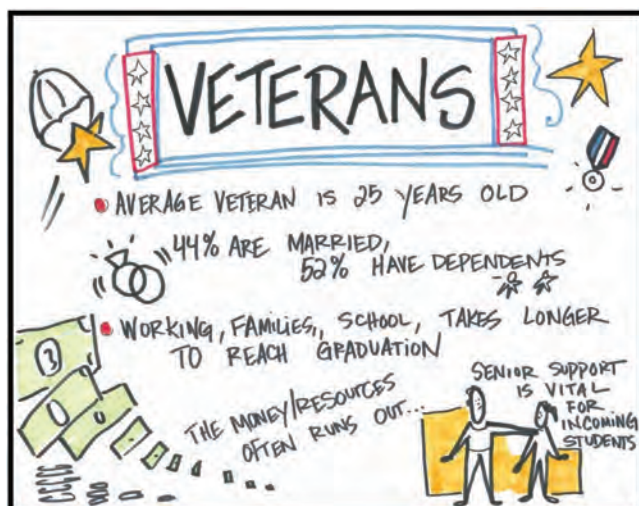 VETERANS
AVERAGE VETERAN IS 25 YEARS OLD
44% ARE MARRIED,
52% HAVE DEPENDENTS
WORKING, FAMILIES, SCHOOL, TAKES LONGER
TO REACH GRADUATION
THE MONEY/RESOURCES
OFTEN RUNS OUT...
SENIOR SUPPORT
IS VITAL
FOR
INCOMING
STUDENTS